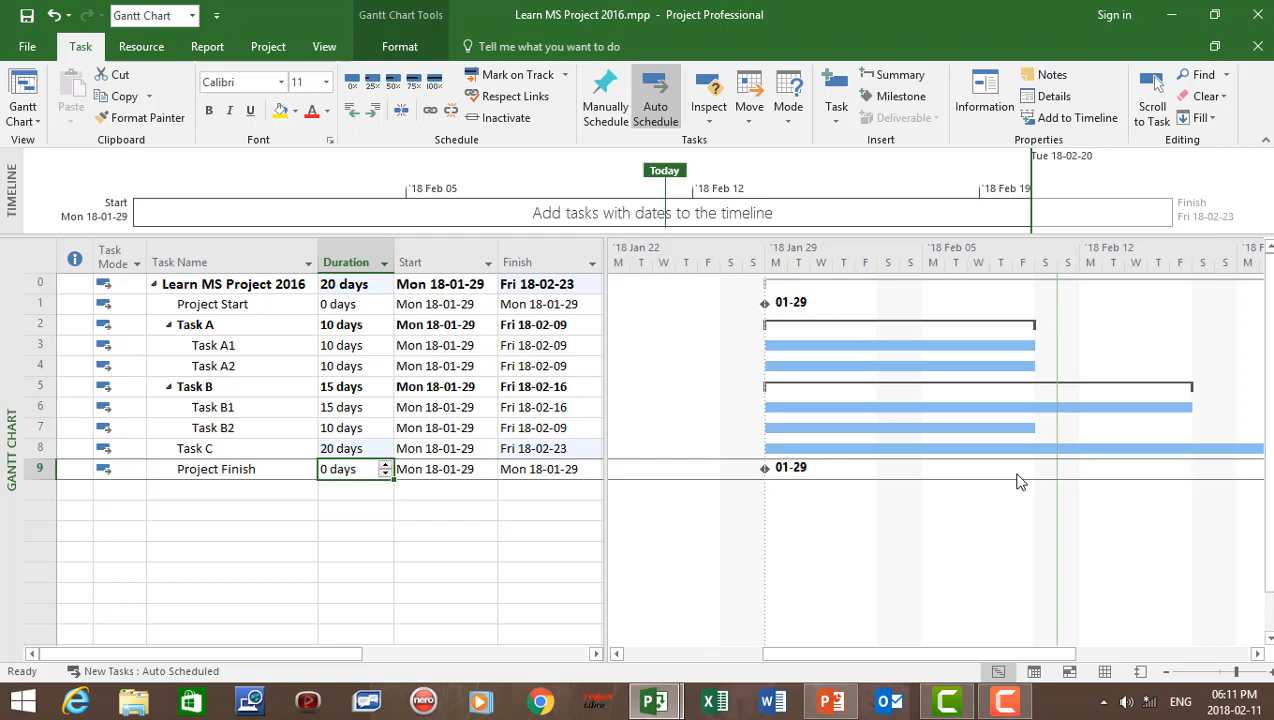 Gantt Chart
Gantt Chart Tools
Learn MS Project 2016.mpp - Project Professional
Sign in
File
Task
Resource
Report
Project
View
Format
Tell me what you want to do
Gantt Chart
View
Paste
Cut
Copy
Format Painter
Clipboard
Calibri
11
B I U A
Font
0% 25% 50% 75% 100%
Mark on Track
Respect Links
Inactivate
Schedule
Manually Schedule
Auto Schedule
Inspect
Move
Mode
Tasks
Task
Summary
Milestone
Deliverable
Insert
Information
Notes
Details
Add to Timeline
Properties
Scroll to Task
Find
Clear
Fill
Editing
TIMELINE
Tue 18-02-20
Today
'18 Feb 05
'18 Feb 12
'18 Feb 19
Start
Mon 18-01-29
Add tasks with dates to the timeline
Finish
Fri 18-02-23
GANTT CHART
Task Mode
Task Name
Duration
Start
Finish
'18 Jan 22
'18 Jan 29
'18 Feb 05
'18 Feb 12
'18 F
M T W T F S S M T W T F S S M T W T F S S M T W T F S S M
0 Learn MS Project 2016 20 days Mon 18-01-29 Fri 18-02-23
1 Project Start 0 days Mon 18-01-29 Mon 18-01-29 01-29
2 Task A 10 days Mon 18-01-29 Fri 18-02-09
3 Task A1 10 days Mon 18-01-29 Fri 18-02-09
4 Task A2 10 days Mon 18-01-29 Fri 18-02-09
5 Task B 15 days Mon 18-01-29 Fri 18-02-16
6 Task B1 15 days Mon 18-01-29 Fri 18-02-16
7 Task B2 10 days Mon 18-01-29 Fri 18-02-09
8 Task C 20 days Mon 18-01-29 Fri 18-02-23
9 Project Finish 0 days Mon 18-01-29 Mon 18-01-29 01-29
Ready
New Tasks : Auto Scheduled
nero
ENG
06:11 PM
2018-02-11